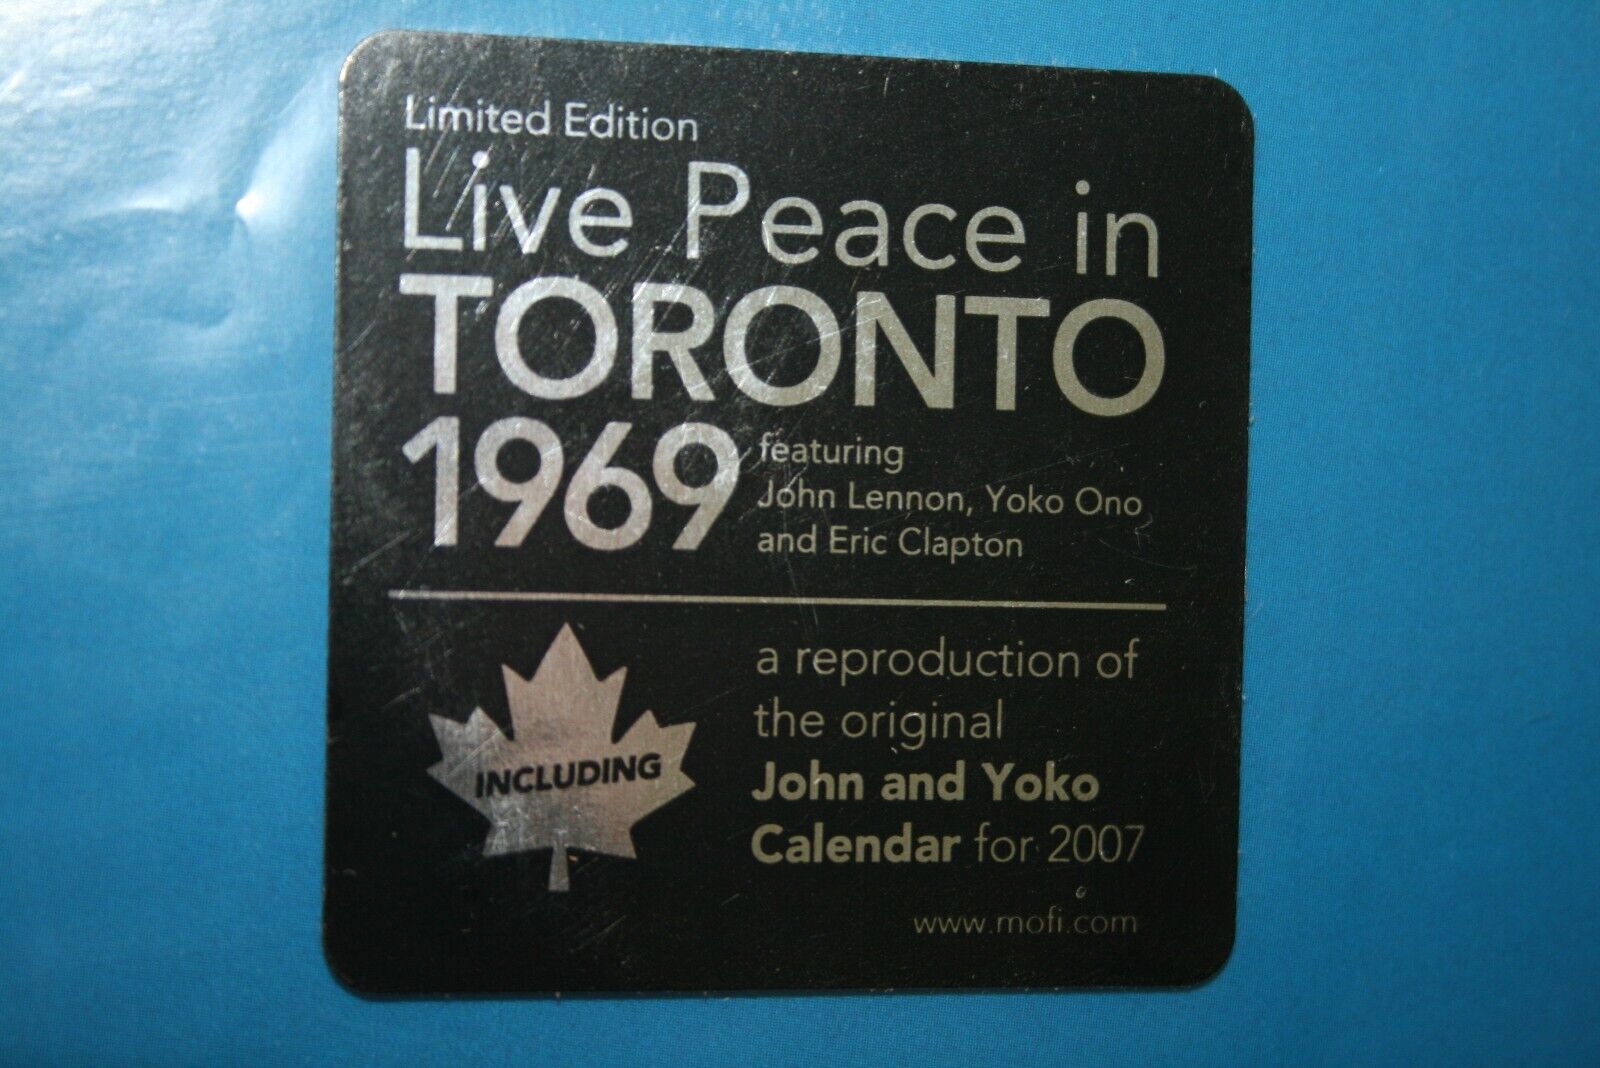 Limited Edition
Live Peace in
TORONTO
1969
featuring
John Lennon, Yoko Ono
and Eric Clapton
INCLUDING
a reproduction of
the original
John and Yoko
Calendar for 2007
www.mofi.com